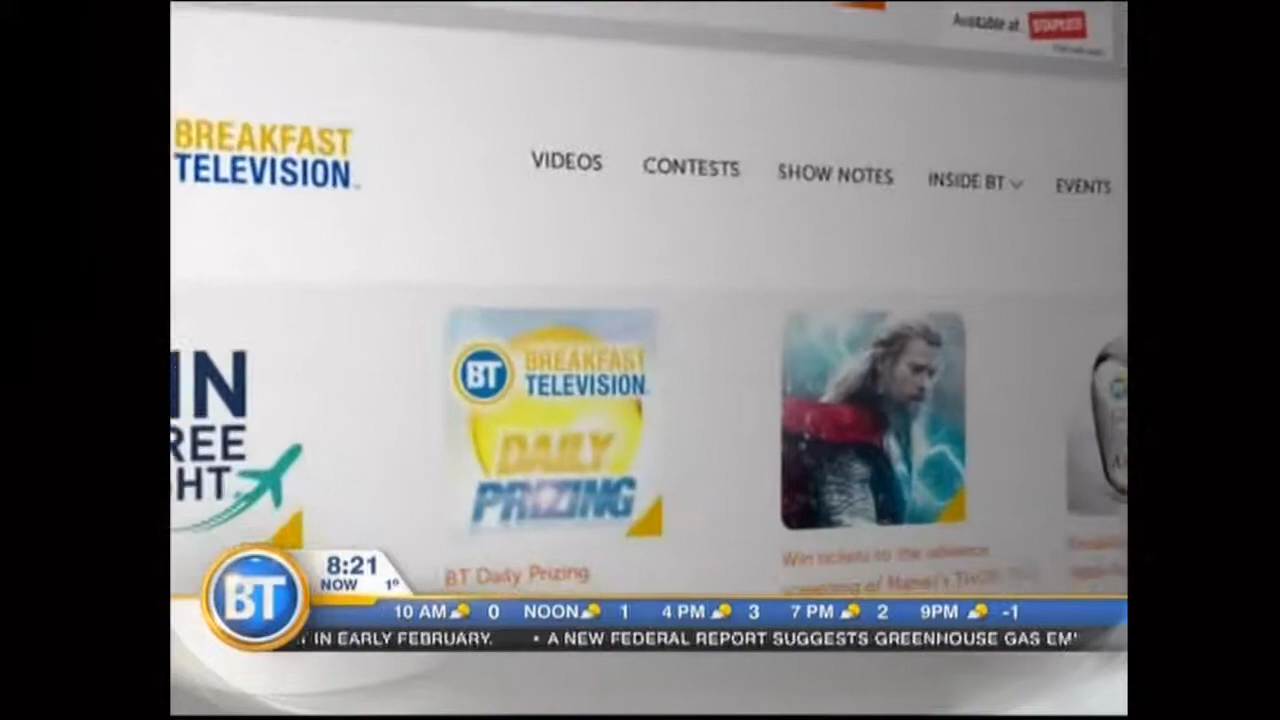 Available at STAPLES
BREAKFAST
TELEVISION
VIDEOS CONTESTS SHOW NOTES INSIDE BT EVENTS
IN
REE
HT
BT BREAKFAST
TELEVISION
DAILY
PRIZING
BT Daily Prizing
Win tickets to the advance
screening of Marvel's
BT
8:21
NOW 1°
10 AM 0 NOON 1 4 PM 3 7 PM 2 9PM -1
IN EARLY FEBRUARY. • A NEW FEDERAL REPORT SUGGESTS GREENHOUSE GAS EM